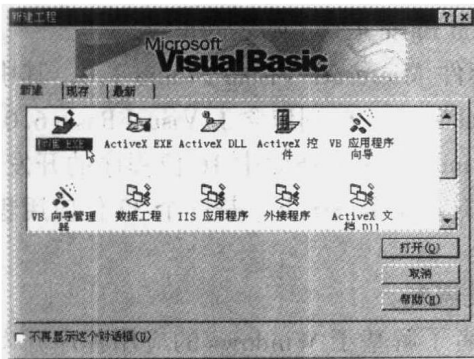 新建工程
Microsoft
Visual Basic
新建 现存 最新
标准 EXE ActiveX EXE ActiveX DLL ActiveX 控件 VB 应用程序向导
VB 向导管理器 数据工程 IIS 应用程序 外接程序 ActiveX 文档 Dll
打开(O)
取消
帮助(H)
不再显示这个对话框(D)